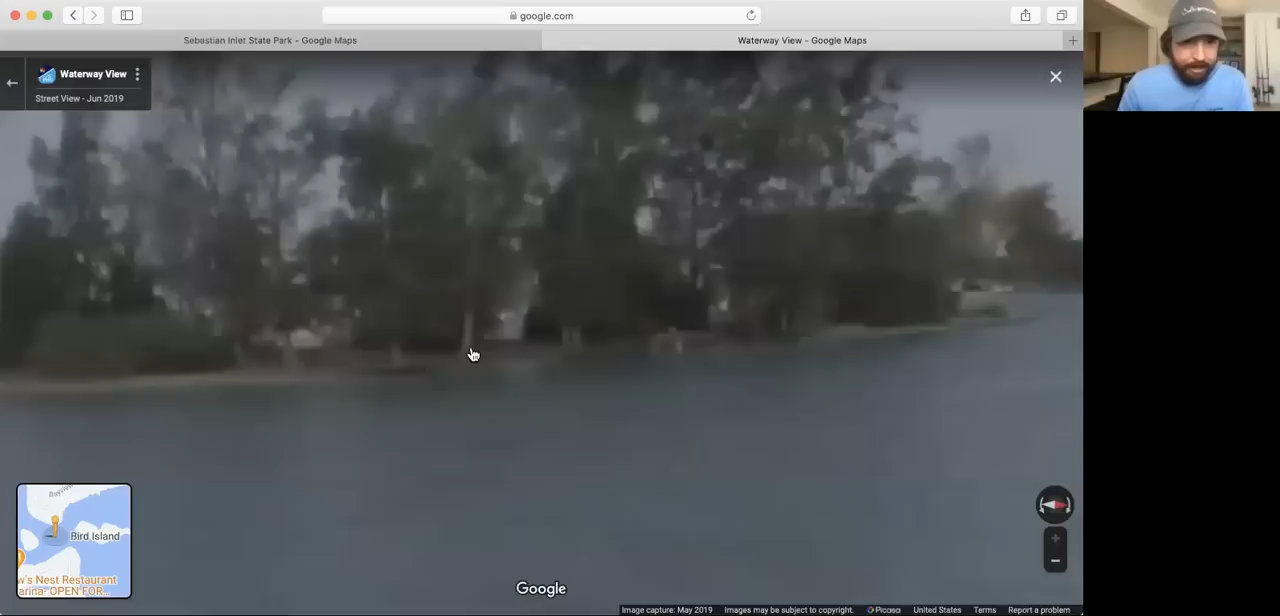 google.com
Sebastian Inlet State Park - Google Maps
Waterway View - Google Maps
Waterway View
Street View - Jun 2019
Bayview
Bird Island
w's Nest Restaurant
arina- OPEN FOR...
Google
Image capture: May 2019 Images may be subject to copyright. Picasa United States Terms Report a problem